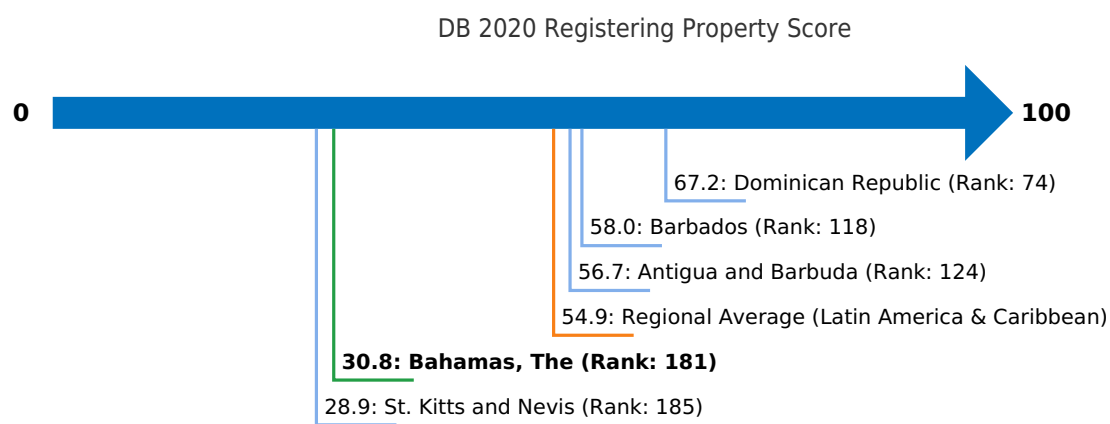 DB 2020 Registering Property Score
0
100
67.2: Dominican Republic (Rank: 74)
58.0: Barbados (Rank: 118)
56.7: Antigua and Barbuda (Rank: 124)
54.9: Regional Average (Latin America & Caribbean)
30.8: Bahamas, The (Rank: 181)
28.9: St. Kitts and Nevis (Rank: 185)